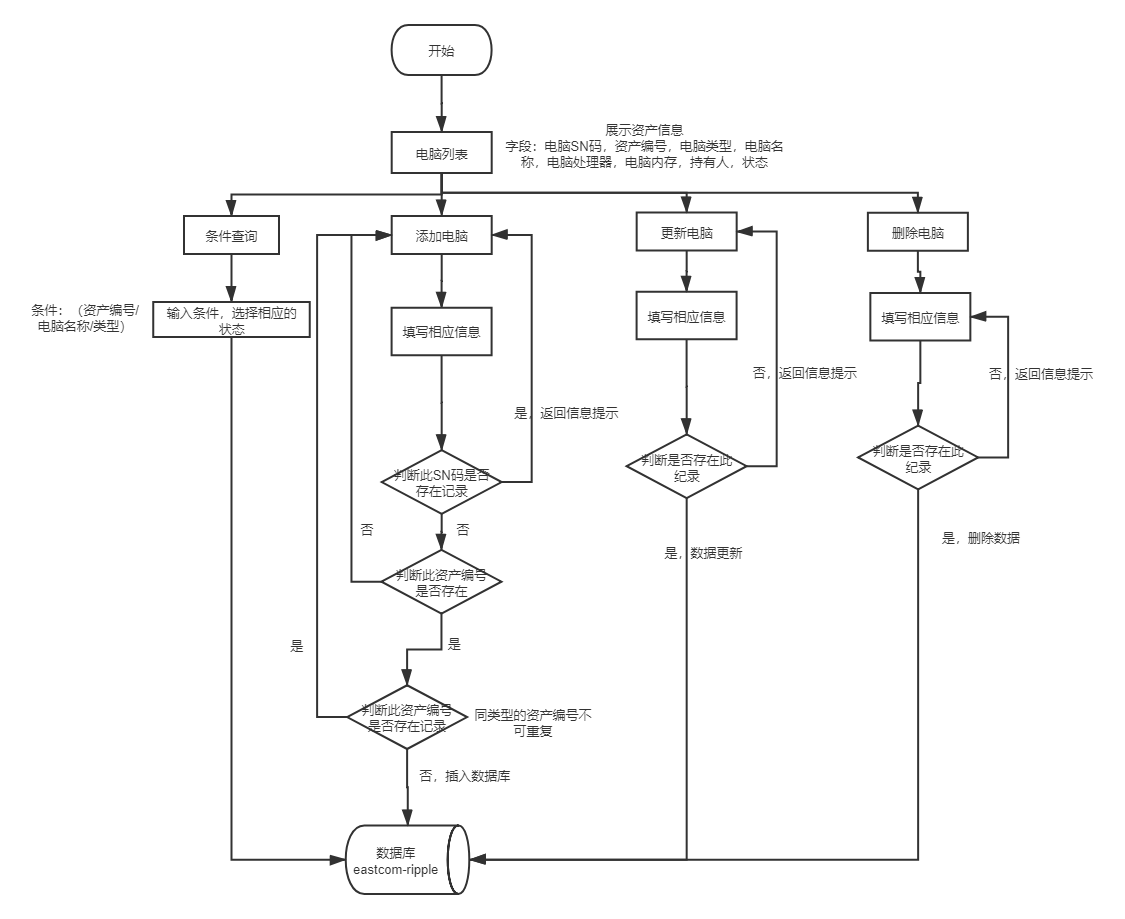 开始
电脑列表
展示资产信息
字段：电脑SN码，资产编号，电脑类型，电脑名
称，电脑处理器，电脑内存，持有人，状态
条件查询
添加电脑
更新电脑
删除电脑
条件：（资产编号/
电脑名称/类型）
输入条件，选择相应的
状态
填写相应信息
填写相应信息
填写相应信息
是，返回信息提示
否，返回信息提示
否，返回信息提示
判断此SN码是否
存在记录
判断是否存在此
纪录
判断是否存在此
纪录
否
否
是，数据更新
是，删除数据
判断此资产编号
是否存在
是
是
判断此资产编号
是否存在记录
同类型的资产编号不
可重复
否，插入数据库
数据库
eastcom-ripple